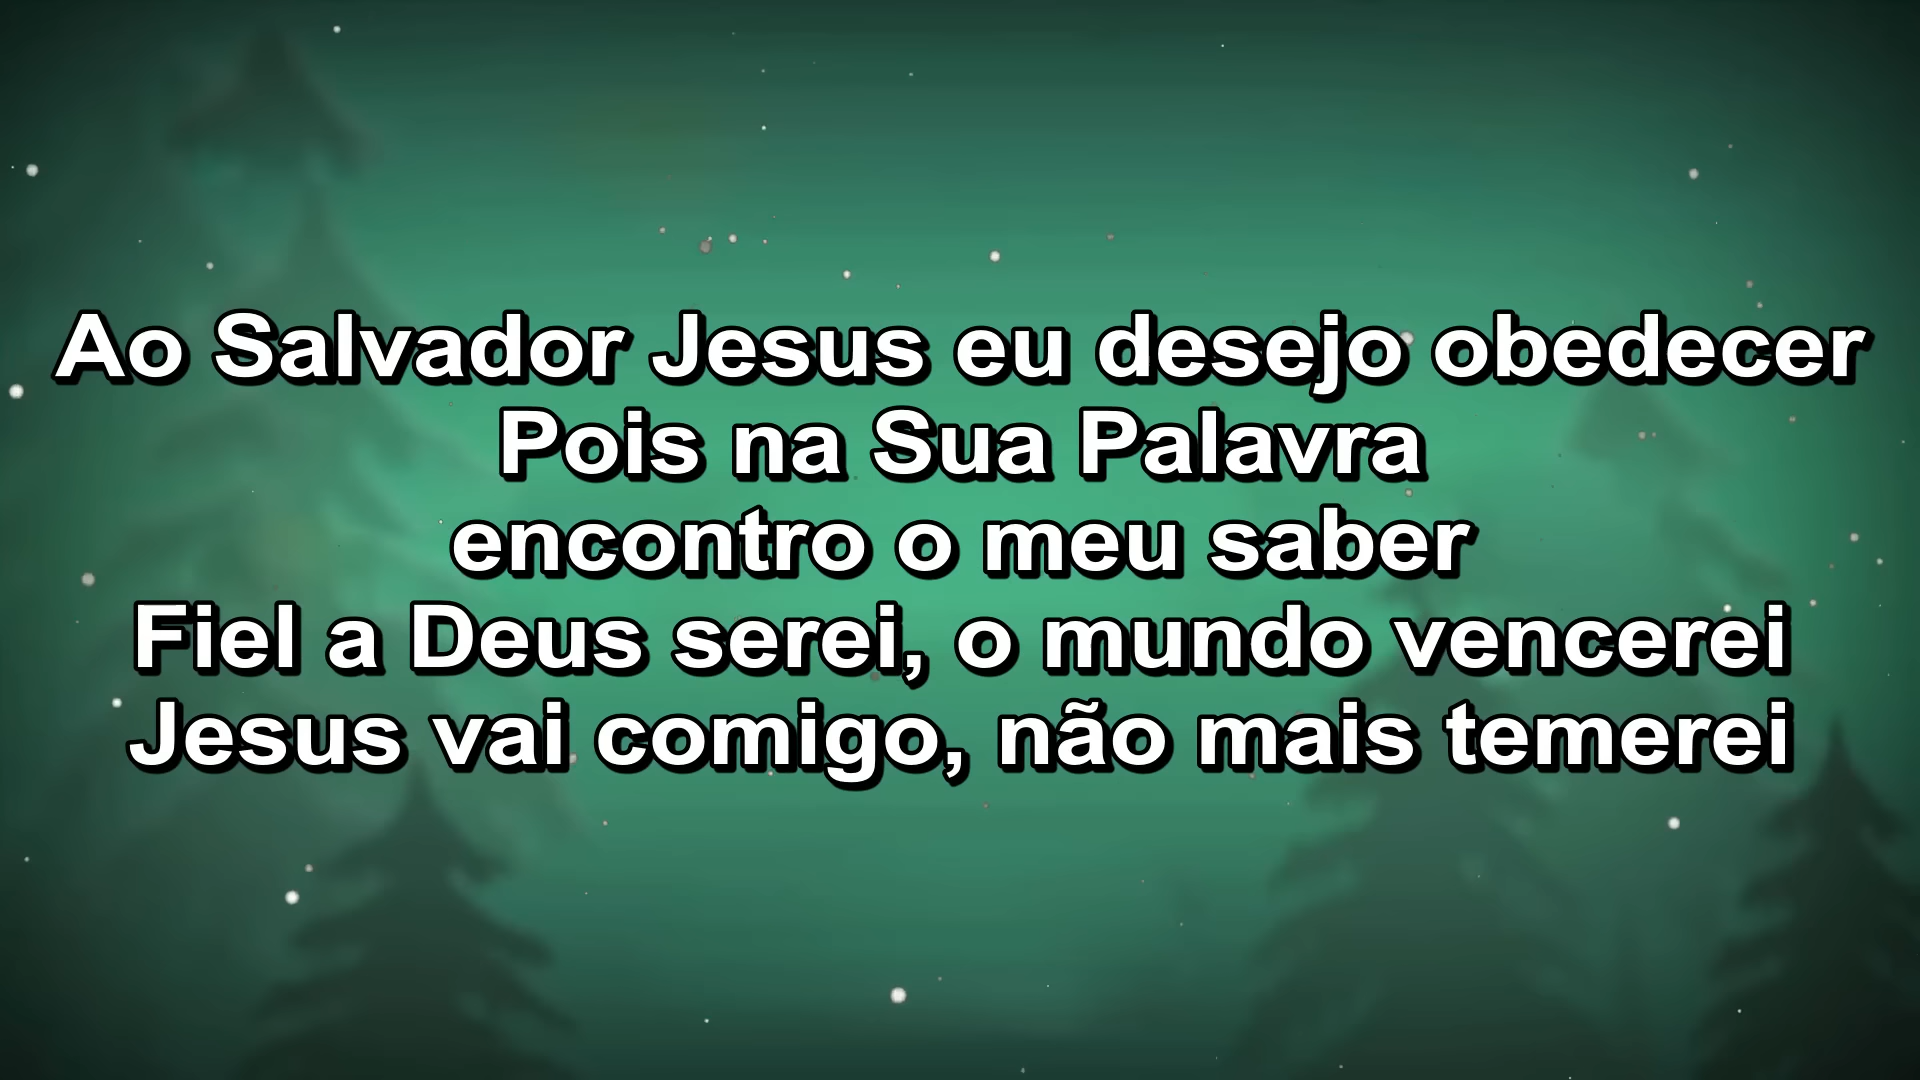 Ao Salvador Jesus eu desejo obedecer
Pois na Sua Palavra
encontro o meu saber
Fiel a Deus serei, o mundo vencerei
Jesus vai comigo, não mais temerei